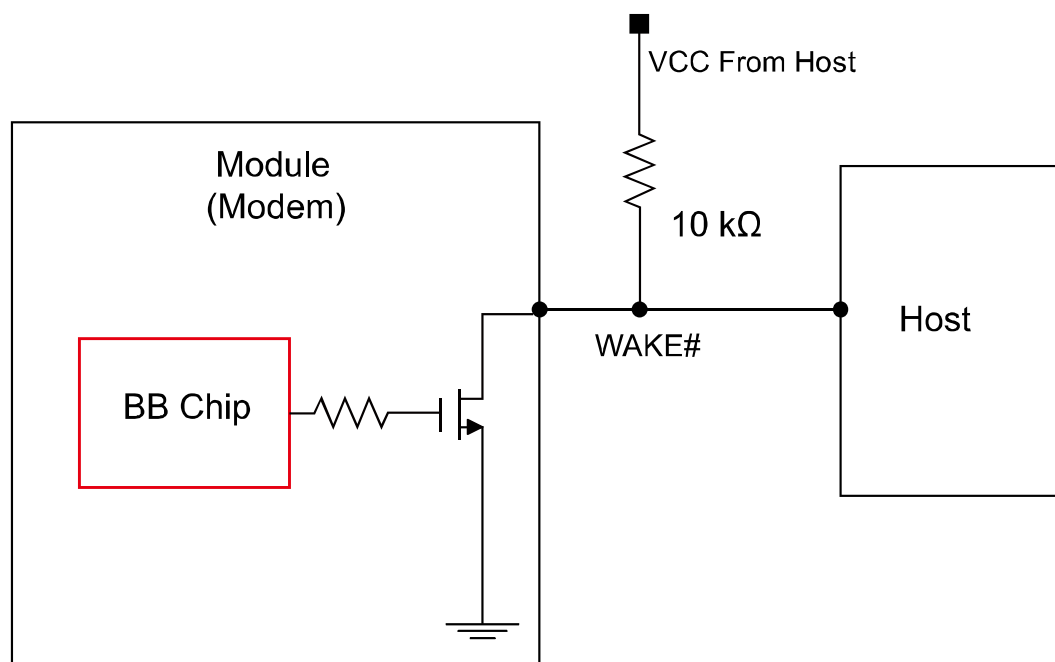 VCC From Host
Module
(Modem)
10 kΩ
Host
WAKE#
BB Chip